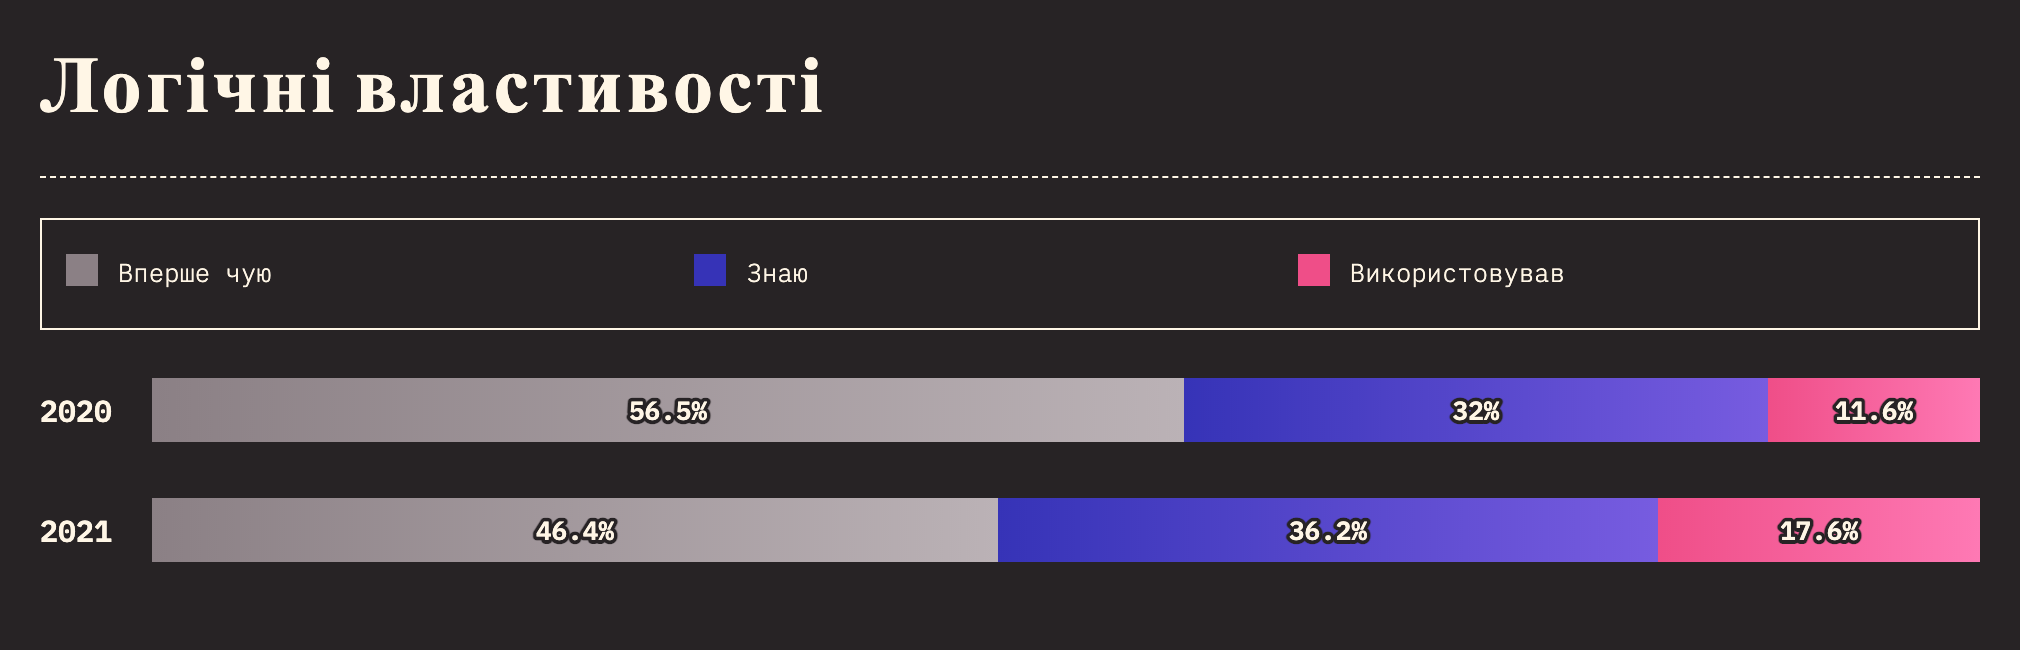 Логічні властивості
Вперше чую Знаю Використовував
2020 56.5% 32% 11.6%
2021 46.4% 36.2% 17.6%